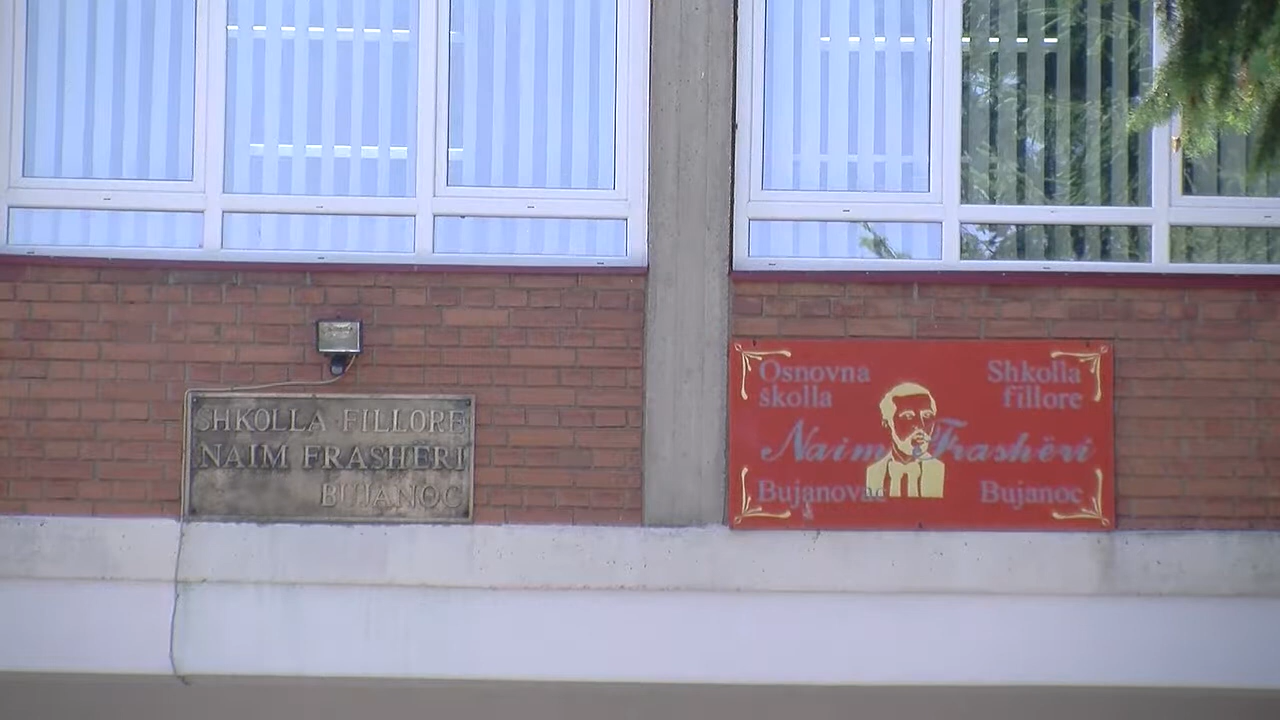 SHKOLLA FILLORE
NAIM FRASHËRI
BUJANOC
Osnovna
škola
Shkolla
fillore
Naim Frashëri
Bujanovac
Bujanoc